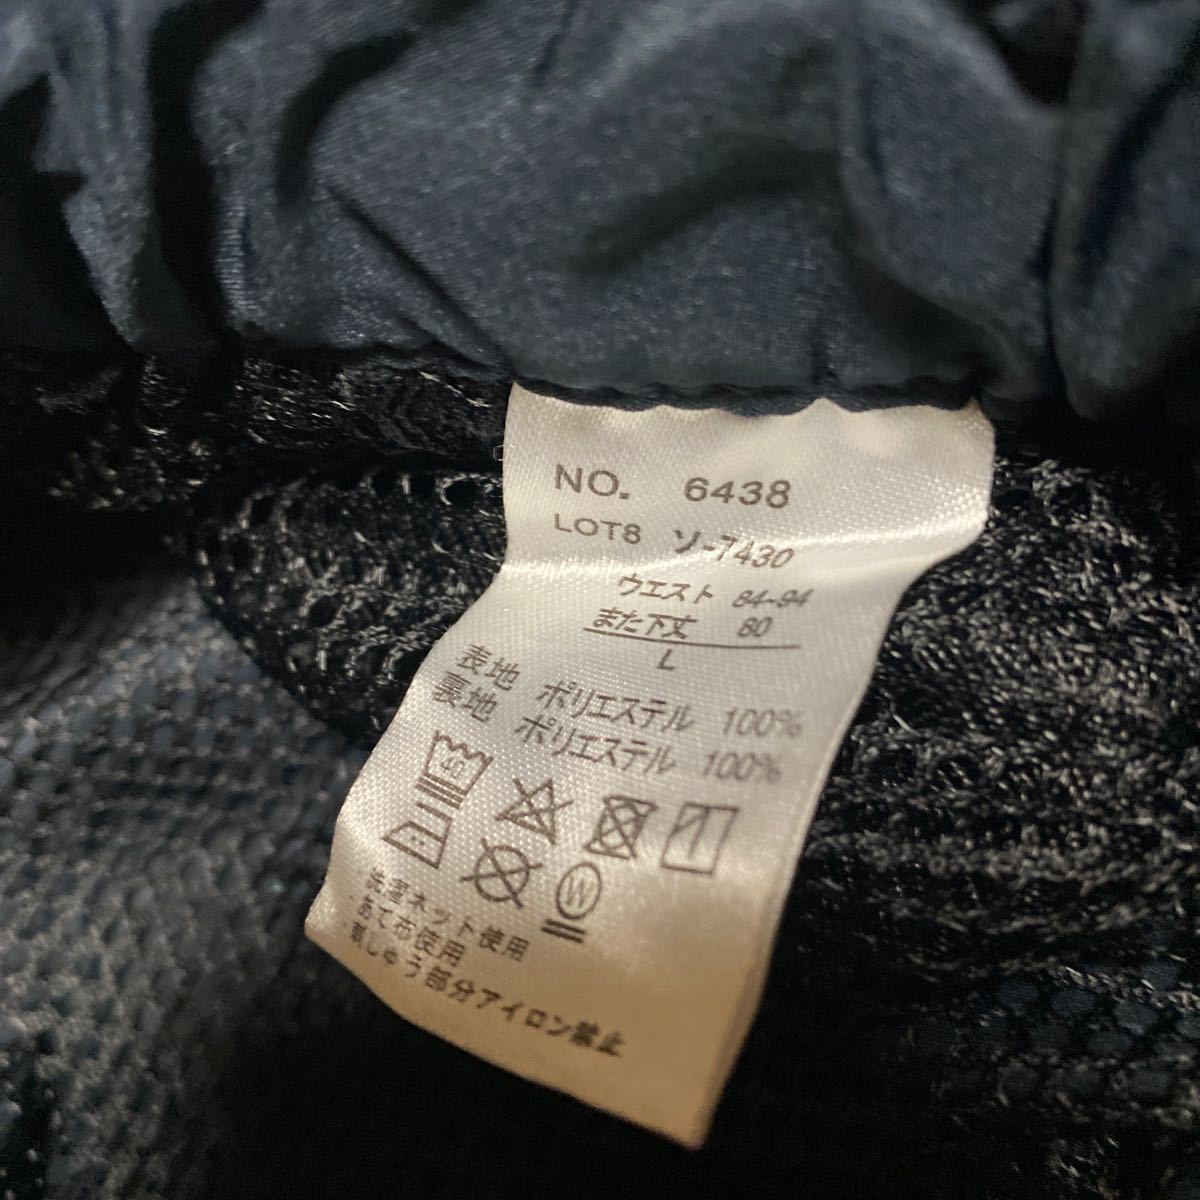 NO. 6438
LOT8 ソ-7430
ウエスト 84-94
また下丈 80
L
表地 ポリエステル 100%
裏地 ポリエステル 100%
W
洗濯ネット使用
あて布使用
刺しゅう部分アイロン禁止